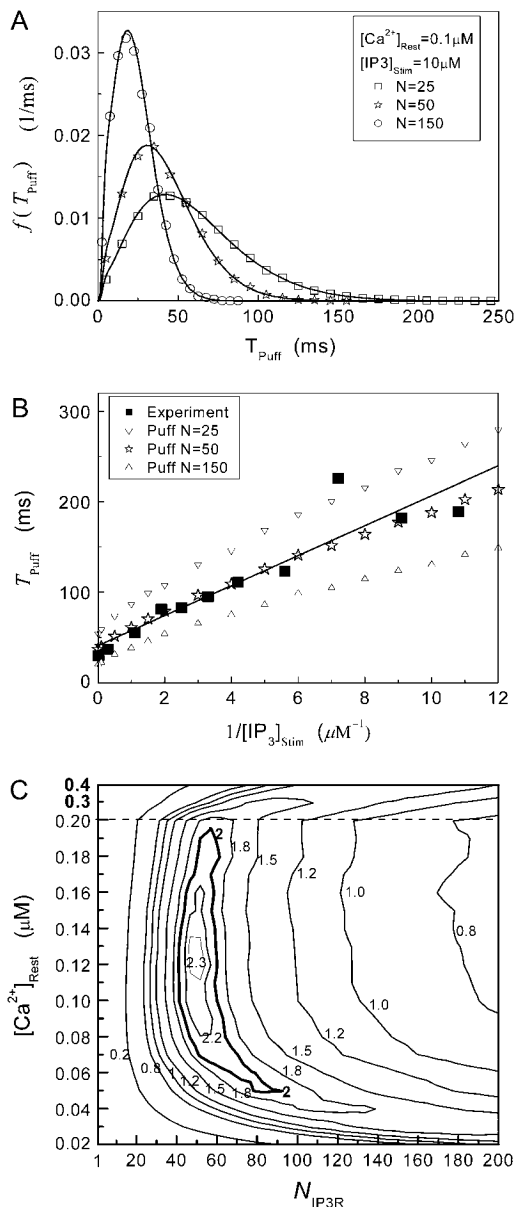 A
[Ca²⁺]Rest=0.1μM
[IP3]Stim=10μM
N=25
N=50
N=150
f(TPuff) (1/ms)
0.03
0.02
0.01
0.00
0 50 100 150 200 250
TPuff (ms)
B
Experiment
Puff N=25
Puff N=50
Puff N=150
TPuff (ms)
300
200
100
0
0 2 4 6 8 10 12
1/[IP₃]Stim (μM⁻¹)
C
[Ca²⁺]Rest (μM)
0.4
0.3
0.20
0.18
0.16
0.14
0.12
0.10
0.08
0.06
0.04
0.02
2
1.8
1.5
1.2
1.0
0.8
2.3
2.2
0.2
0.8
1
1.2
1.5
1.8
2
1.8
1.5
1.2
1.0
1 20 40 60 80 100 120 140 160 180 200
NIP3R